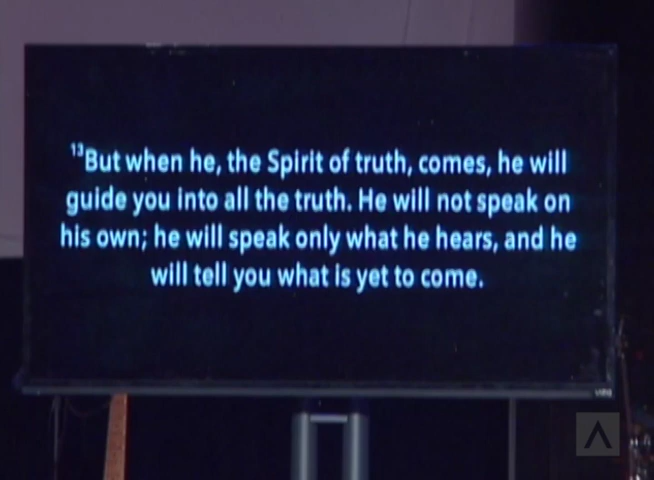 ¹³But when he, the Spirit of truth, comes, he will
guide you into all the truth. He will not speak on
his own; he will speak only what he hears, and he
will tell you what is yet to come.